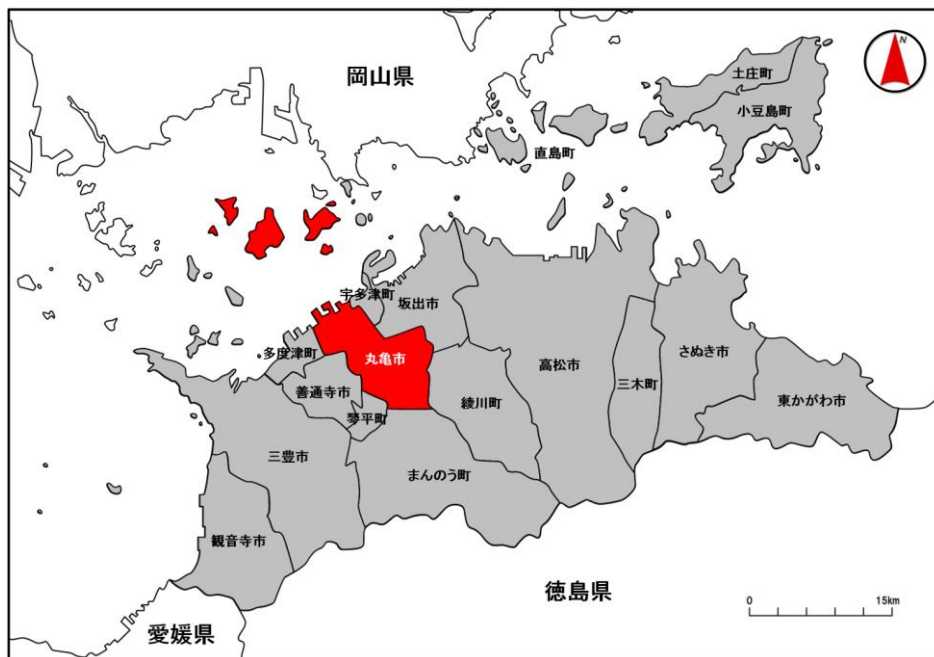 岡山県
N
土庄町
小豆島町
直島町
宇多津町
坂出市
多度津町
丸亀市
高松市
さぬき市
善通寺市
三木町
琴平町
綾川町
東かがわ市
三豊市
まんのう町
観音寺市
徳島県
愛媛県
0 15km